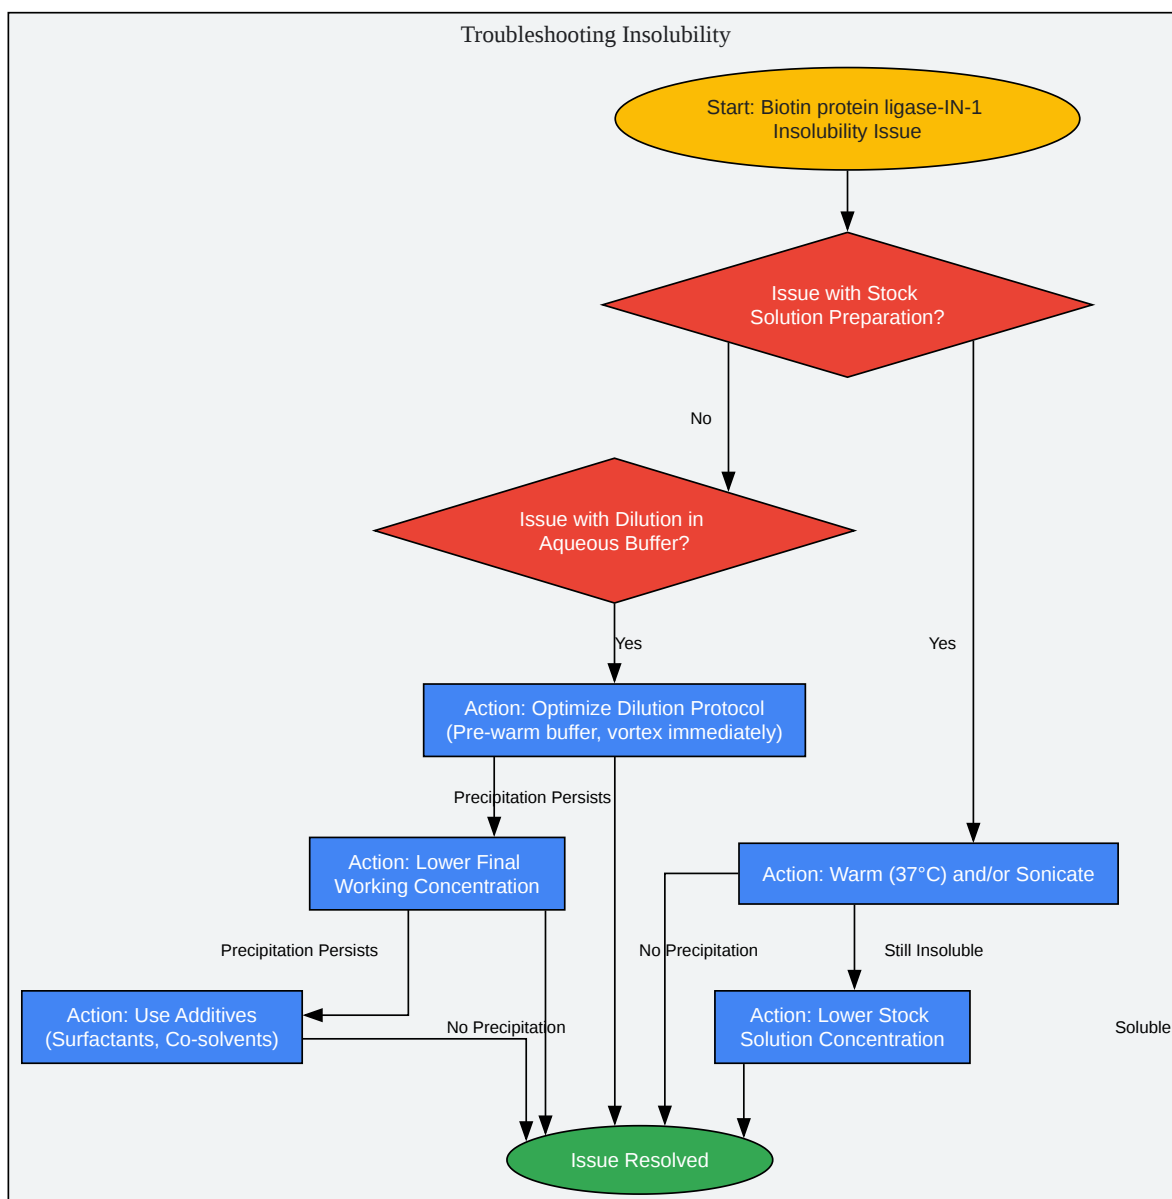 Troubleshooting Insolubility
Start: Biotin protein ligase-IN-1
Insolubility Issue
Issue with Stock
Solution Preparation?
No
Issue with Dilution in
Aqueous Buffer?
Yes
Yes
Action: Optimize Dilution Protocol
(Pre-warm buffer, vortex immediately)
Precipitation Persists
Action: Lower Final
Working Concentration
Action: Warm (37°C) and/or Sonicate
Precipitation Persists
No Precipitation
Still Insoluble
Action: Use Additives
(Surfactants, Co-solvents)
No Precipitation
Action: Lower Stock
Solution Concentration
Soluble
Issue Resolved